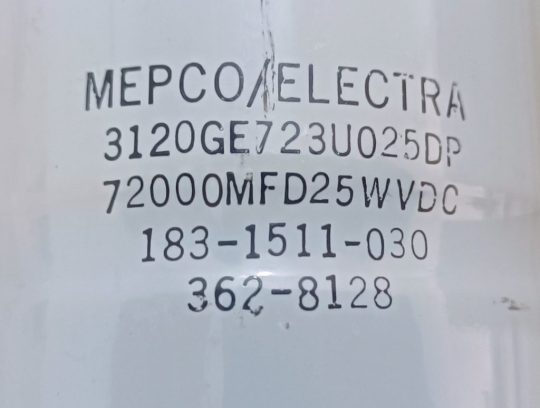 MEPCO/ELECTRA
3120GE723U025DP
72000MFD25WVDC
183-1511-030
362-8128